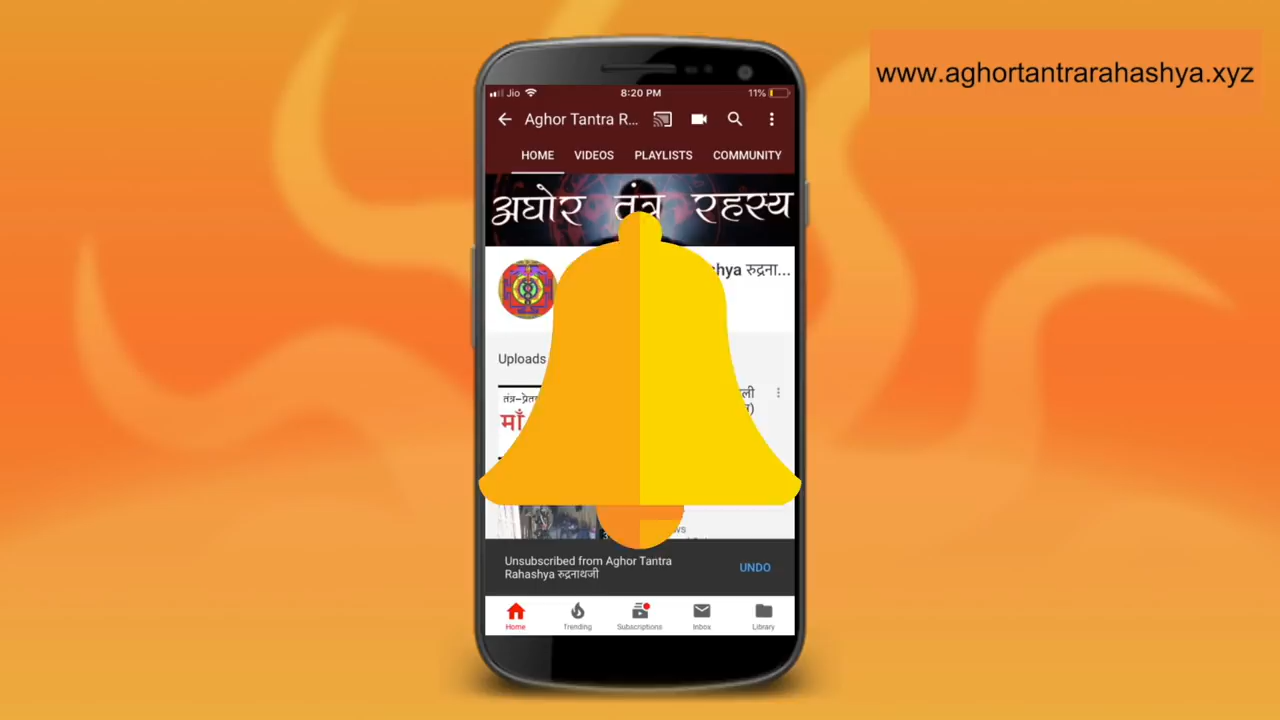 www.aghortantrarahashya.xyz
Jio 8:20 PM 11%
Aghor Tantra R...
HOME VIDEOS PLAYLISTS COMMUNITY
अघोर तंत्र रहस्य
रुद्रना...
Uploads
माँ
Unsubscribed from Aghor Tantra
Rahashya रुद्रनाथजी
UNDO
Home Trending Subscriptions Inbox Library